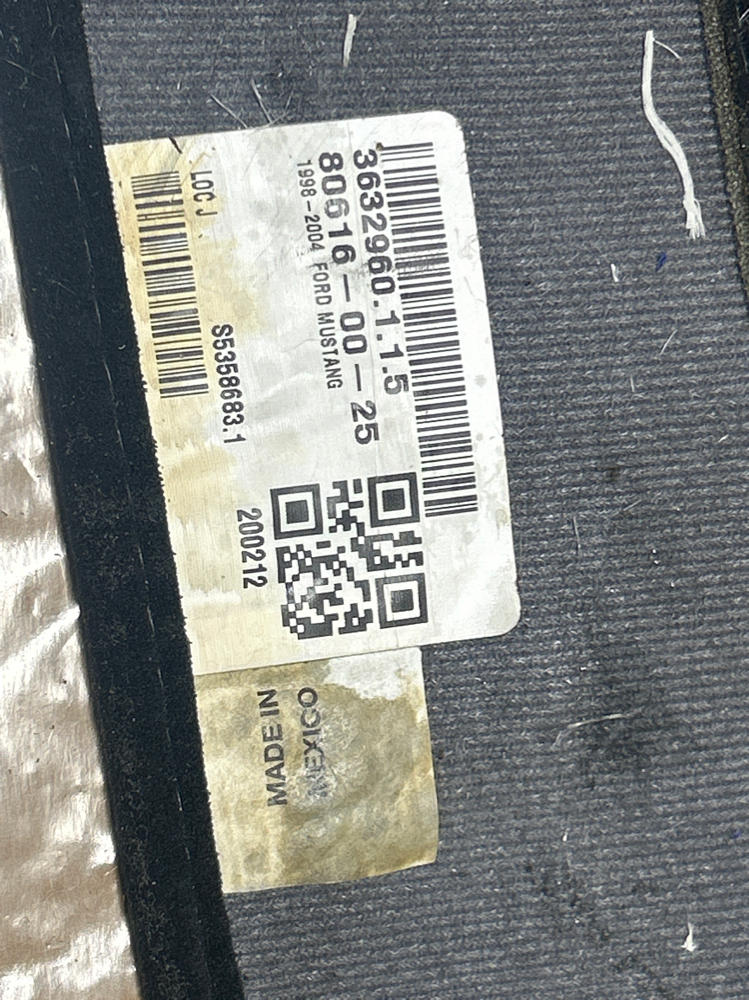 3632960.1.1.5
80616-00-25
1998-2004 FORD MUSTANG
S5358683.1
LOC J
200212
MADE IN
MEXICO